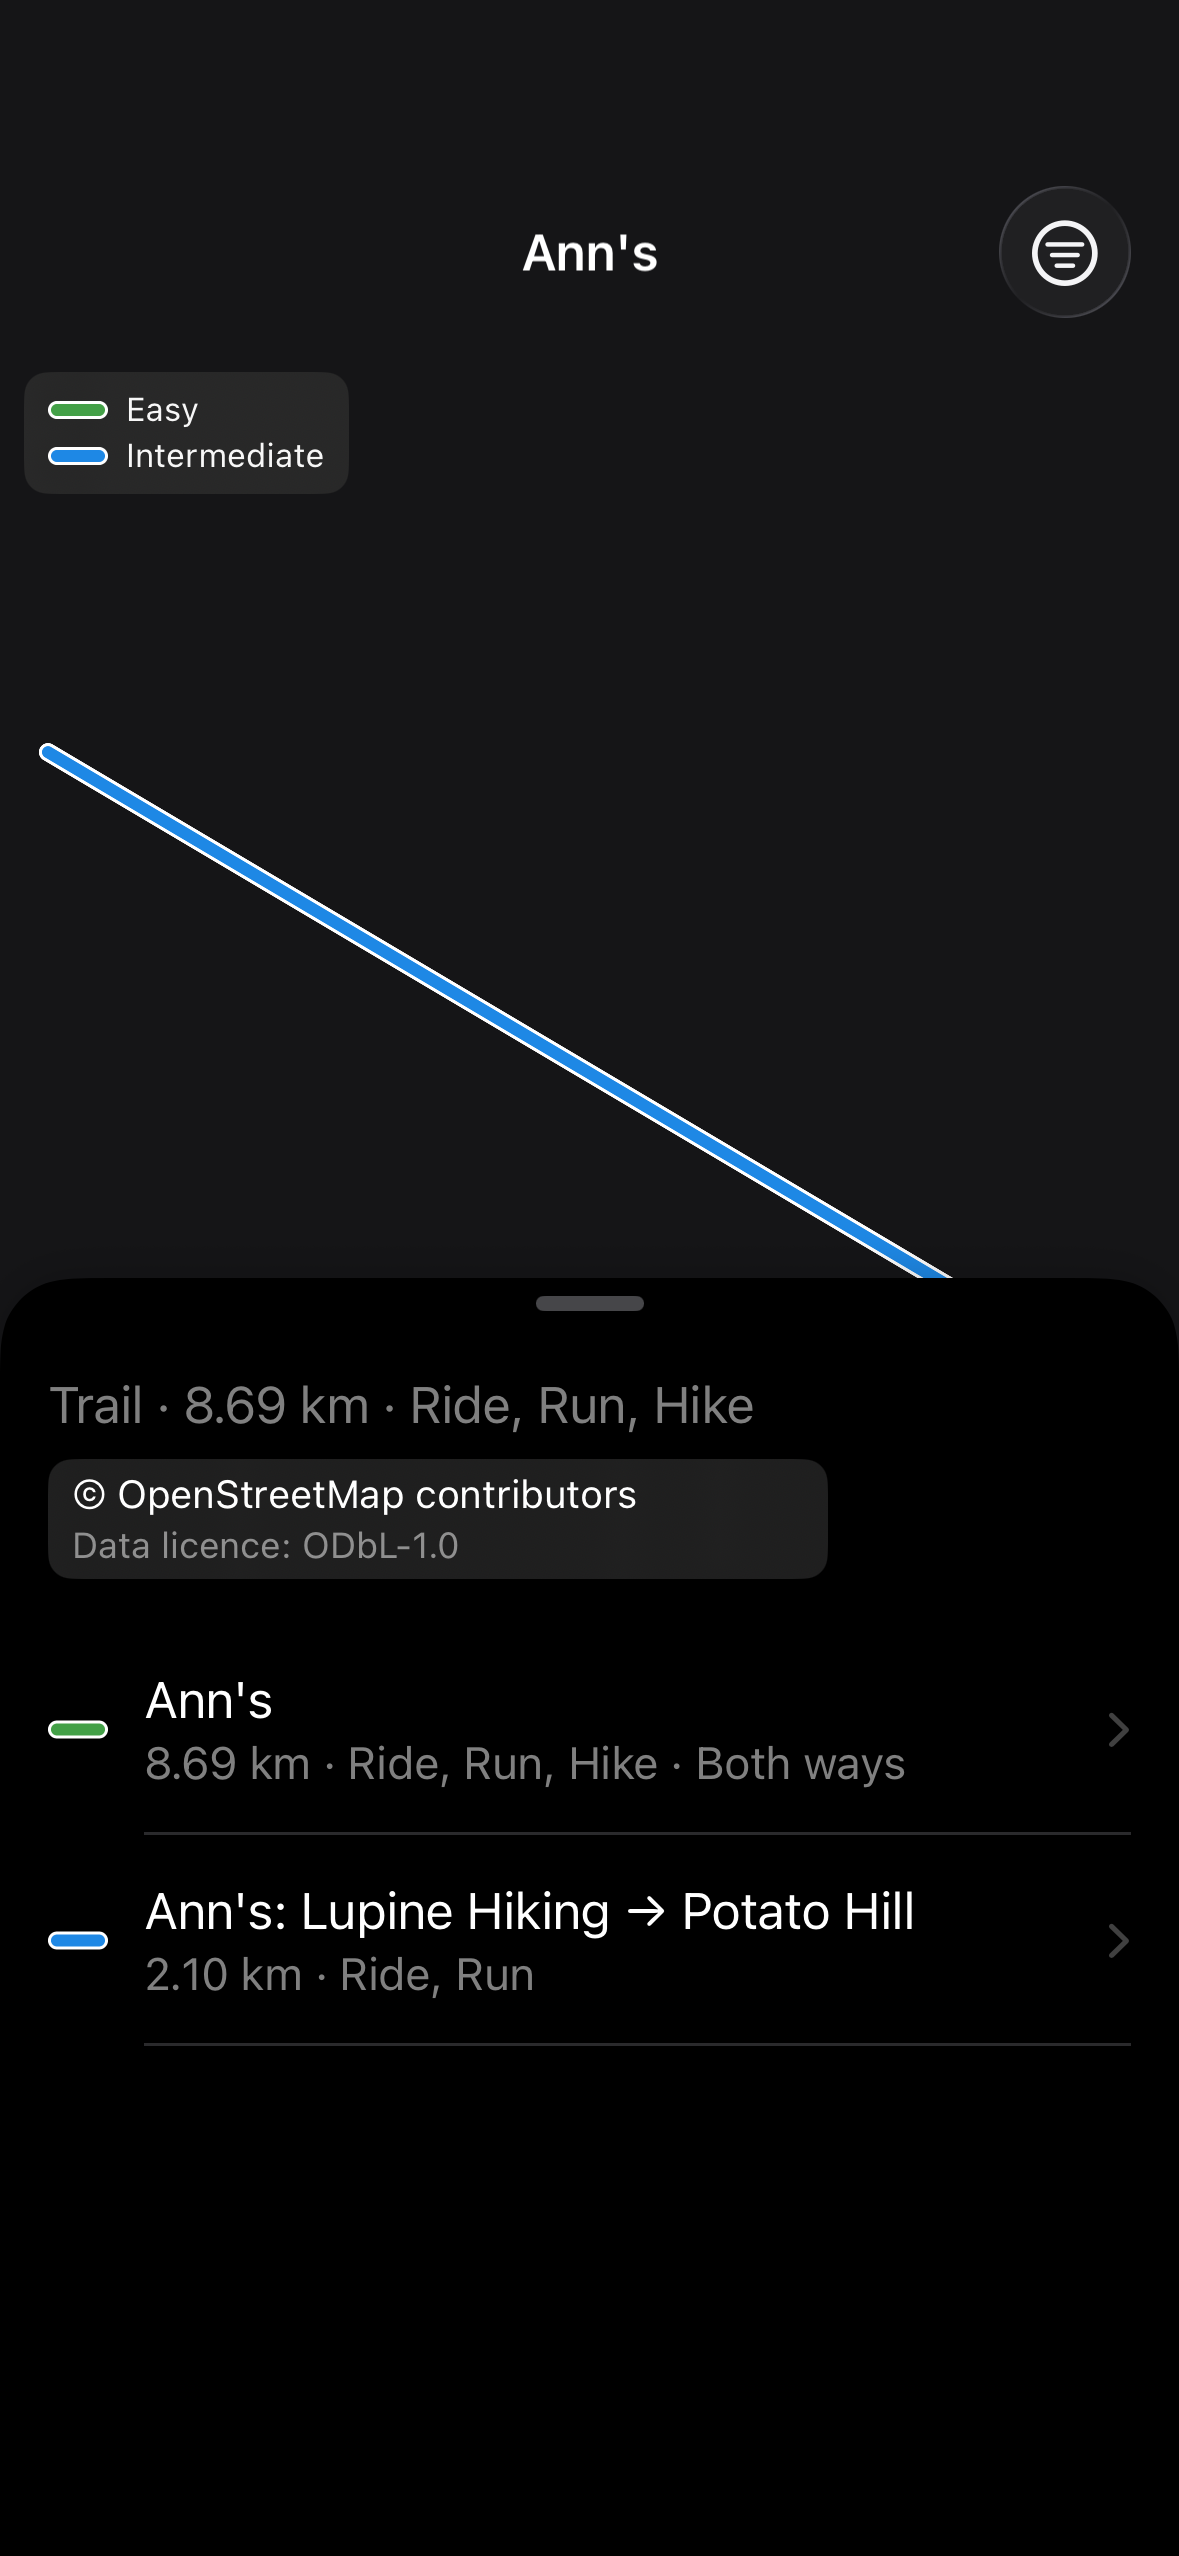 Ann's
Easy
Intermediate
Trail · 8.69 km · Ride, Run, Hike
© OpenStreetMap contributors
Data licence: ODbL-1.0
Ann's
8.69 km · Ride, Run, Hike · Both ways
Ann's: Lupine Hiking → Potato Hill
2.10 km · Ride, Run